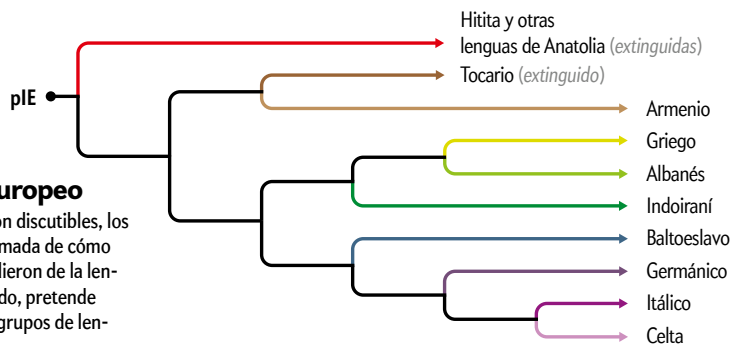 Hitita y otras
lenguas de Anatolia (extinguidas)
Tocario (extinguido)
pIE
Armenio
Griego
Albanés
Indoiraní
Baltoeslavo
Germánico
Itálico
Celta
uropeo
on discutibles, los
mada de cómo
dieron de la len-
do, pretende
grupos de len-